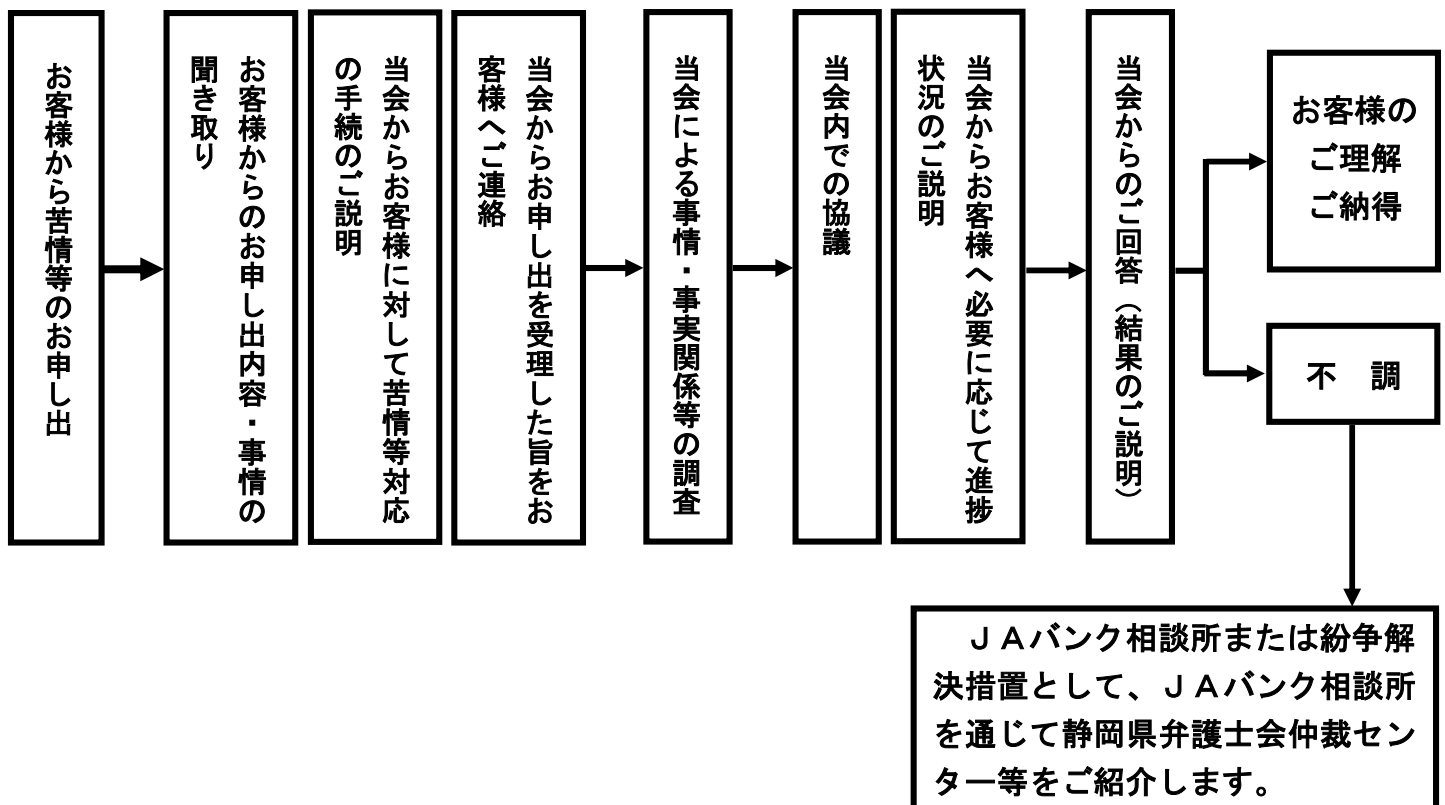 お客様から苦情等のお申し出
お客様からのお申し出内容・事情の
聞き取り
当会からお客様に対して苦情等対応
の手続のご説明
当会からお申し出を受理した旨をお
客様へご連絡
当会による事情・事実関係等の調査
当会内での協議
当会からお客様へ必要に応じて進捗
状況のご説明
当会からのご回答（結果のご説明）
お客様の
ご理解
ご納得
不　調
ＪＡバンク相談所または紛争解
決措置として、ＪＡバンク相談所
を通じて静岡県弁護士会仲裁セン
ター等をご紹介します。